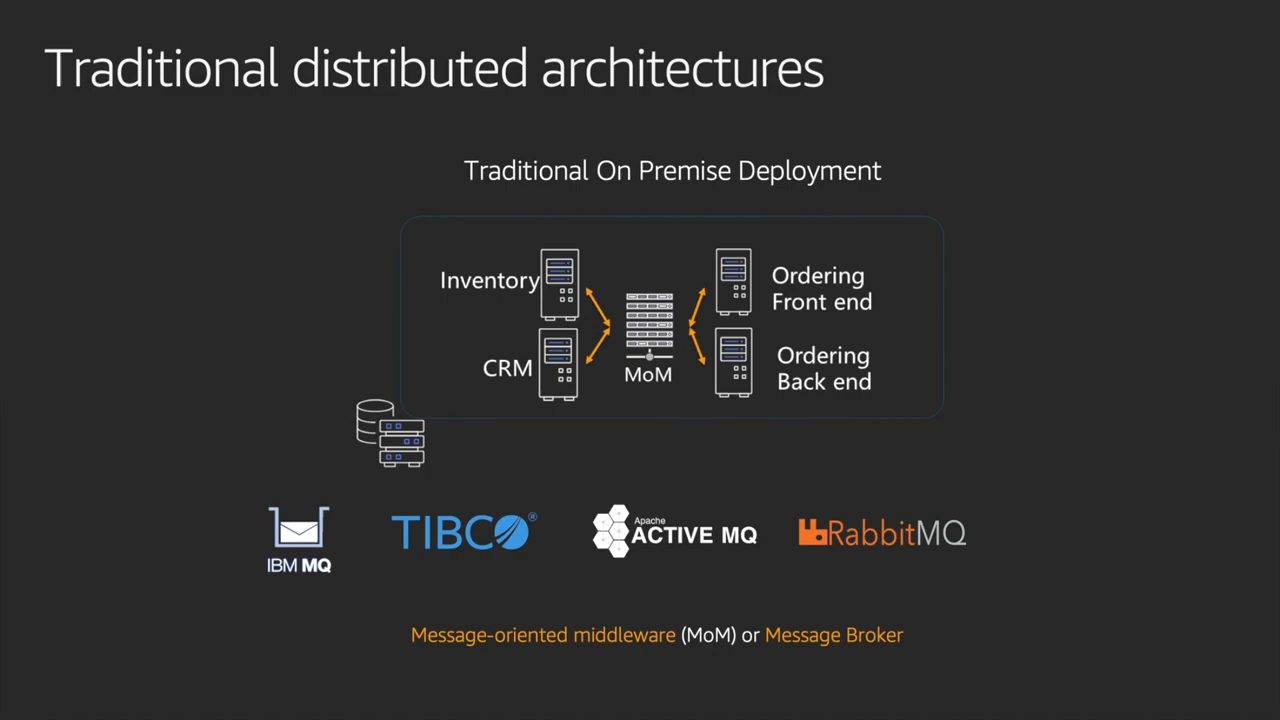 Traditional distributed architectures
Traditional On Premise Deployment
Inventory
CRM
MoM
Ordering
Front end
Ordering
Back end
IBM MQ
TIBCO®
Apache
ACTIVE MQ
RabbitMQ
Message-oriented middleware (MoM) or Message Broker